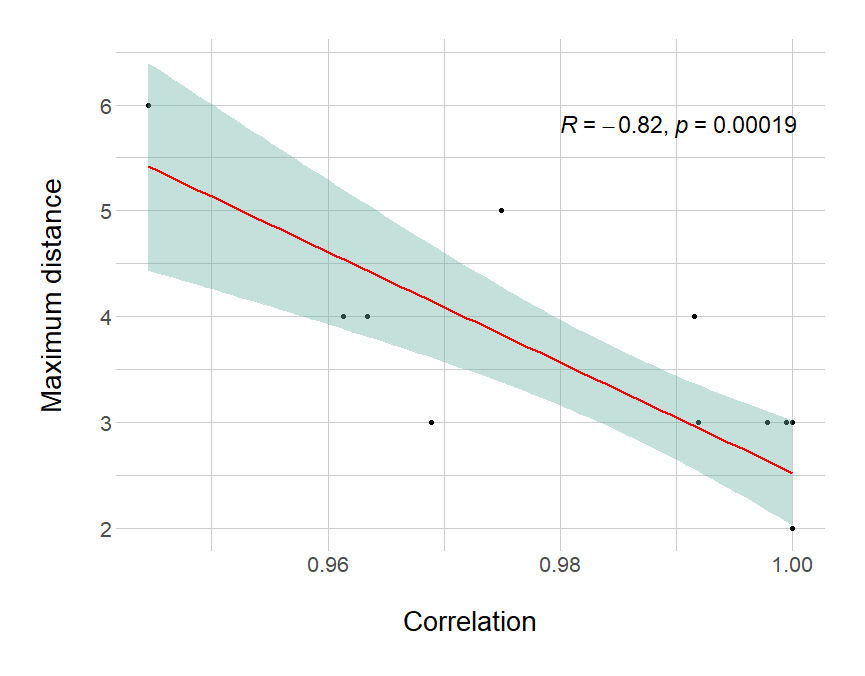 6
R = −0.82, p = 0.00019
5
Maximum distance
4
3
2
0.96 0.98 1.00
Correlation